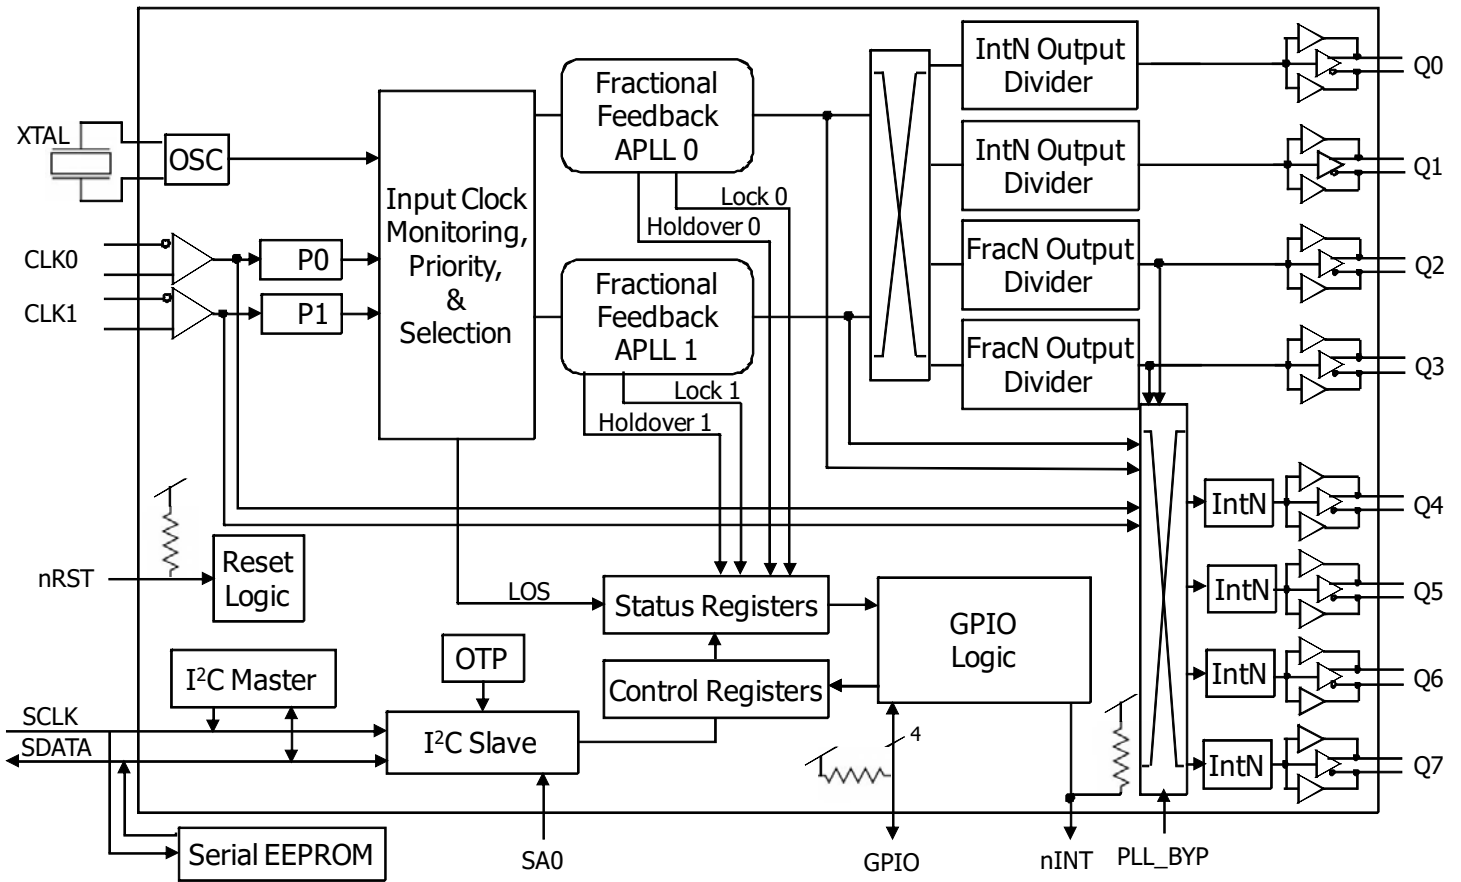 XTAL
OSC
CLK0
CLK1
P0
P1
Input Clock
Monitoring,
Priority,
&
Selection
Fractional
Feedback
APLL 0
Lock 0
Holdover 0
Fractional
Feedback
APLL 1
Lock 1
Holdover 1
IntN Output
Divider
IntN Output
Divider
FracN Output
Divider
FracN Output
Divider
Q0
Q1
Q2
Q3
IntN
Q4
IntN
Q5
IntN
Q6
IntN
Q7
nRST
Reset
Logic
LOS
Status Registers
GPIO
Logic
OTP
Control Registers
I²C Master
SCLK
SDATA
I²C Slave
4
Serial EEPROM
SA0
GPIO
nINT
PLL_BYP